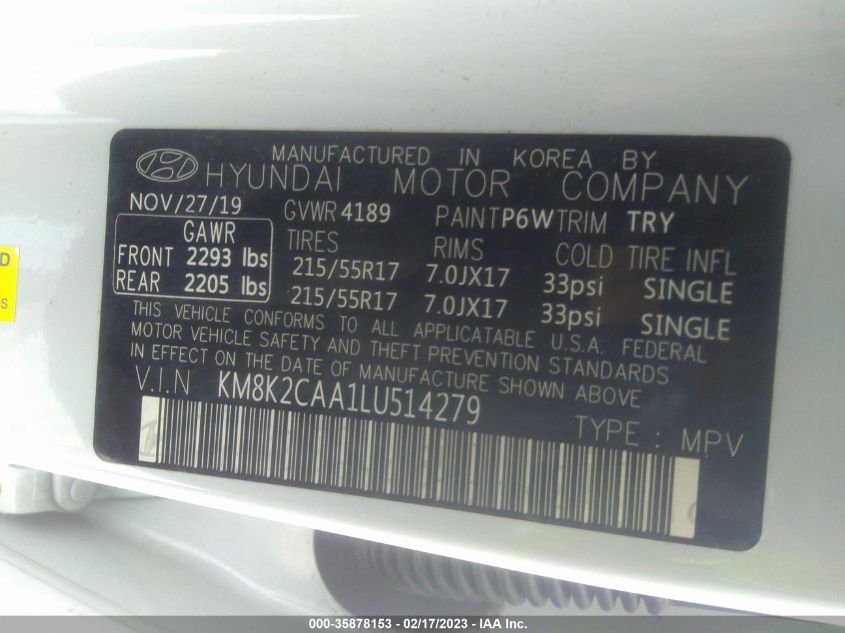 MANUFACTURED IN KOREA BY
HYUNDAI MOTOR COMPANY
NOV/27/19 GVWR 4189 PAINT P6W TRIM TRY
GAWR TIRES RIMS COLD TIRE INFL
FRONT 2293 lbs 215/55R17 7.0JX17 33psi SINGLE
REAR 2205 lbs 215/55R17 7.0JX17 33psi SINGLE
THIS VEHICLE CONFORMS TO ALL APPLICATABLE U.S.A. FEDERAL
MOTOR VEHICLE SAFETY AND THEFT PREVENTION STANDARDS
IN EFFECT ON THE DATE OF MANUFACTURE SHOWN ABOVE
V.I.N KM8K2CAA1LU514279
TYPE : MPV
D
S
000-35878153 - 02/17/2023 - IAA Inc.